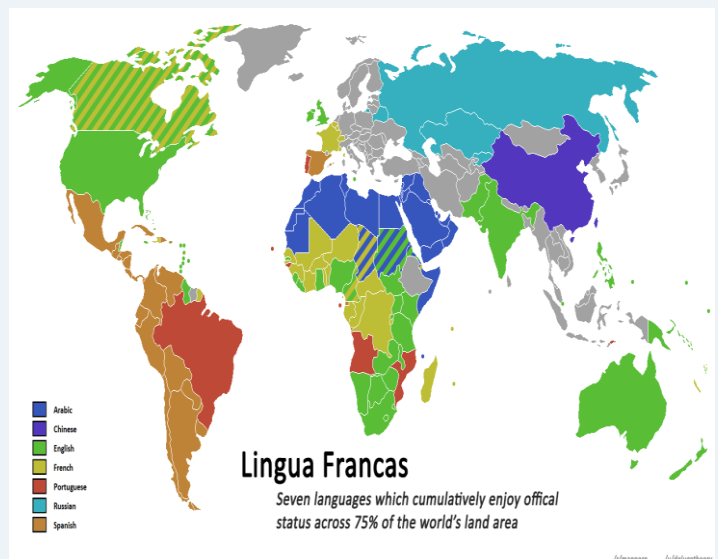 Arabic
Chinese
English
French
Portuguese
Russian
Spanish
Lingua Francas
Seven languages which cumulatively enjoy offical
status across 75% of the world's land area